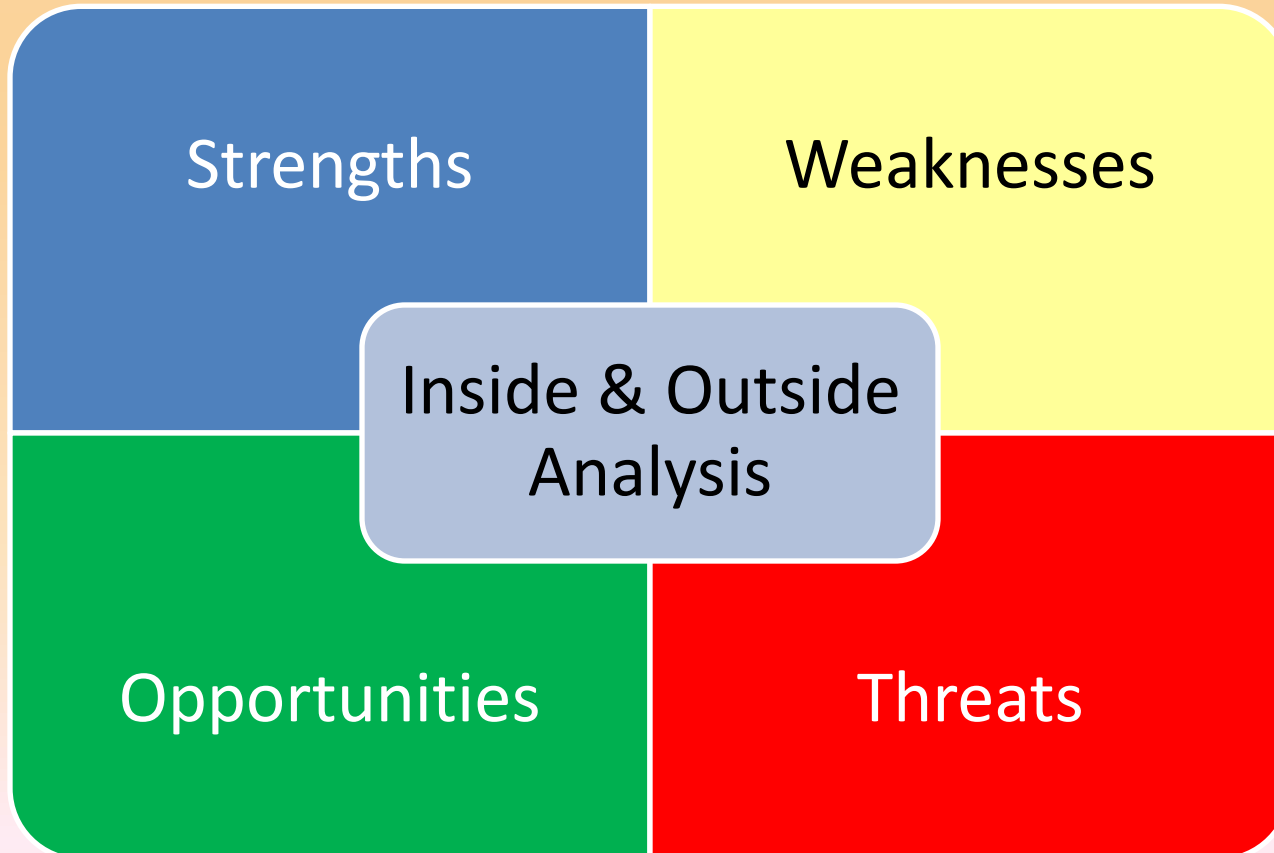 Strengths
Weaknesses
Inside & Outside
Analysis
Opportunities
Threats